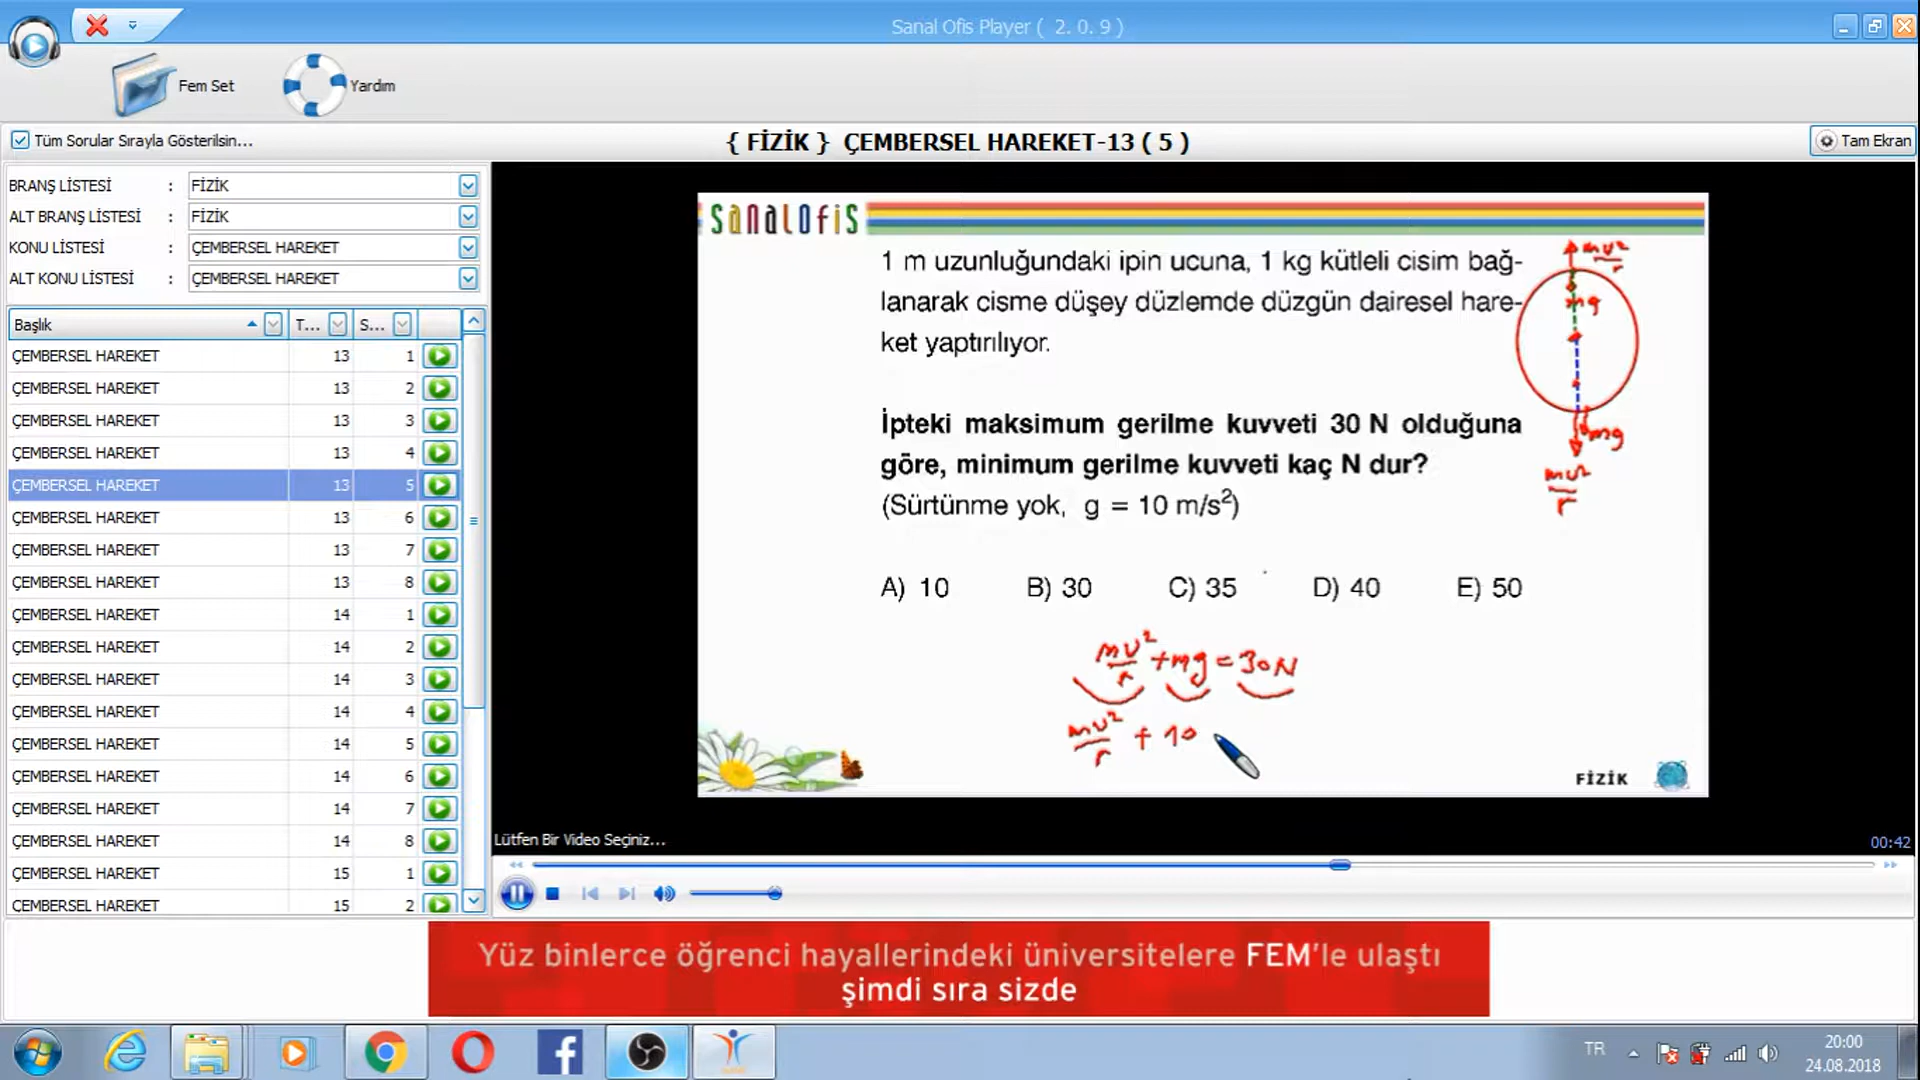 Sanal Ofis Player ( 2. 0. 9 )
Fem Set
Yardım
Tüm Sorular Sırayla Gösterilsin...
{ FİZİK } ÇEMBERSEL HAREKET-13 ( 5 )
Tam Ekran
BRANŞ LİSTESİ : FİZİK
ALT BRANŞ LİSTESİ : FİZİK
KONU LİSTESİ : ÇEMBERSEL HAREKET
ALT KONU LİSTESİ : ÇEMBERSEL HAREKET
Başlık T... S...
ÇEMBERSEL HAREKET 13 1
ÇEMBERSEL HAREKET 13 2
ÇEMBERSEL HAREKET 13 3
ÇEMBERSEL HAREKET 13 4
ÇEMBERSEL HAREKET 13 5
ÇEMBERSEL HAREKET 13 6
ÇEMBERSEL HAREKET 13 7
ÇEMBERSEL HAREKET 13 8
ÇEMBERSEL HAREKET 14 1
ÇEMBERSEL HAREKET 14 2
ÇEMBERSEL HAREKET 14 3
ÇEMBERSEL HAREKET 14 4
ÇEMBERSEL HAREKET 14 5
ÇEMBERSEL HAREKET 14 6
ÇEMBERSEL HAREKET 14 7
ÇEMBERSEL HAREKET 14 8
ÇEMBERSEL HAREKET 15 1
ÇEMBERSEL HAREKET 15 2
SANALOFİS
1 m uzunluğundaki ipin ucuna, 1 kg kütleli cisim bağ-
lanarak cisme düşey düzlemde düzgün dairesel hare-
ket yaptırılıyor.
İpteki maksimum gerilme kuvveti 30 N olduğuna
göre, minimum gerilme kuvveti kaç N dur?
(Sürtünme yok, g = 10 m/s²)
A) 10 B) 30 C) 35 D) 40 E) 50
mv²/r
mg
mg
mv²/r
mv²/r + mg = 30N
mv²/r + 10
FİZİK
Lütfen Bir Video Seçiniz...
00:42
Yüz binlerce öğrenci hayallerindeki üniversitelere FEM'le ulaştı
şimdi sıra sizde
TR
20:00
24.08.2018